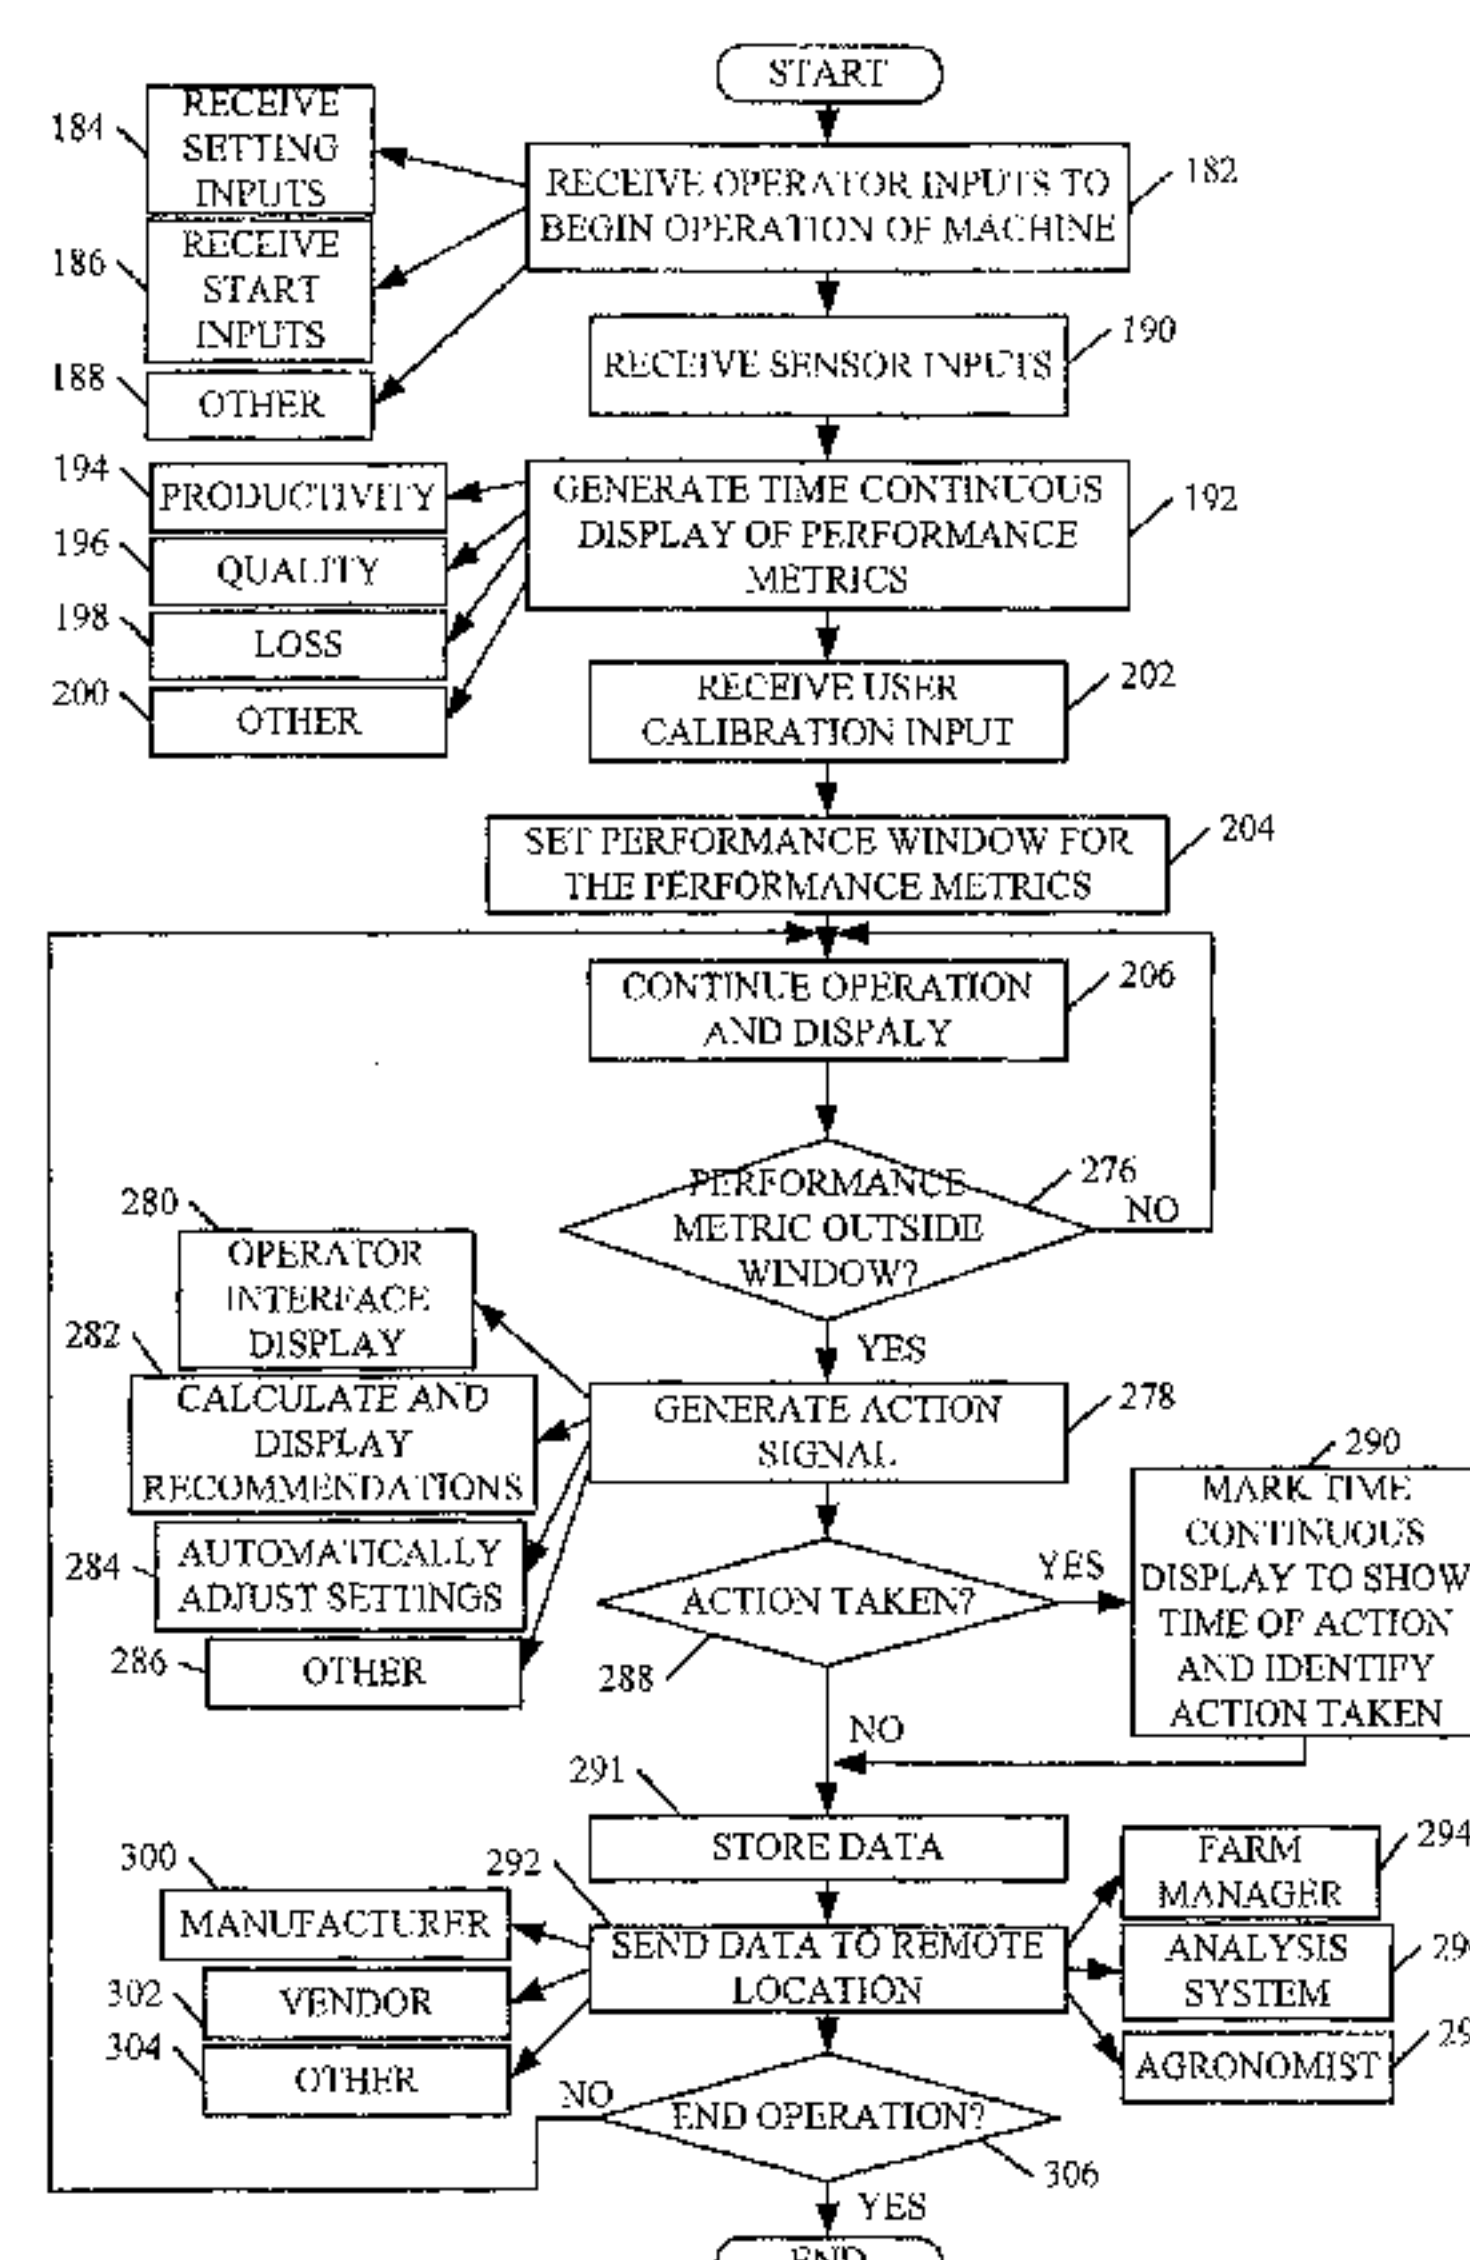 START
184
RECEIVE
SETTING
INPUTS
RECEIVE OPERATOR INPUTS TO
BEGIN OPERATION OF MACHINE
182
186
RECEIVE
START
INPUTS
188
OTHER
RECEIVE SENSOR INPUTS
190
194
PRODUCTIVITY
196
QUALITY
198
LOSS
200
OTHER
GENERATE TIME CONTINUOUS
DISPLAY OF PERFORMANCE
METRICS
192
RECEIVE USER
CALIBRATION INPUT
202
SET PERFORMANCE WINDOW FOR
THE PERFORMANCE METRICS
204
CONTINUE OPERATION
AND DISPALY
206
PERFORMANCE
METRIC OUTSIDE
WINDOW?
276
NO
YES
280
OPERATOR
INTERFACE
DISPLAY
282
CALCULATE AND
DISPLAY
RECOMMENDATIONS
284
AUTOMATICALLY
ADJUST SETTINGS
286
OTHER
GENERATE ACTION
SIGNAL
278
ACTION TAKEN?
288
YES
NO
290
MARK TIME
CONTINUOUS
DISPLAY TO SHOW
TIME OF ACTION
AND IDENTIFY
ACTION TAKEN
291
STORE DATA
292
SEND DATA TO REMOTE
LOCATION
300
MANUFACTURER
302
VENDOR
304
OTHER
FARM
MANAGER
294
ANALYSIS
SYSTEM
AGRONOMIST
NO
END OPERATION?
306
YES
END